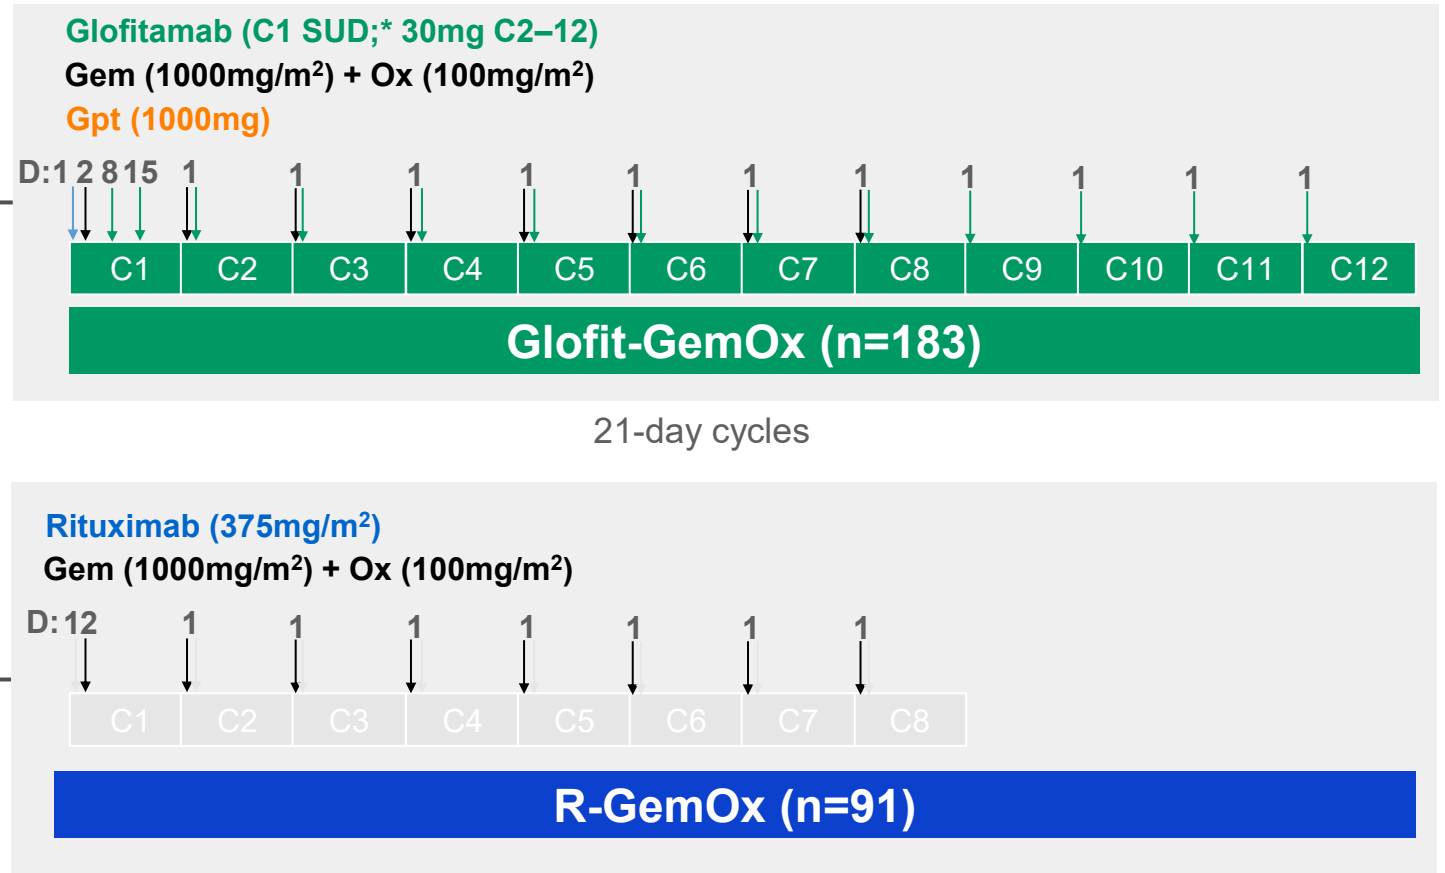 Glofitamab (C1 SUD;* 30mg C2–12)
Gem (1000mg/m²) + Ox (100mg/m²)
Gpt (1000mg)
D:1 2 8 15 1 1 1 1 1 1 1 1 1 1 1
C1 C2 C3 C4 C5 C6 C7 C8 C9 C10 C11 C12
Glofit-GemOx (n=183)
21-day cycles
Rituximab (375mg/m²)
Gem (1000mg/m²) + Ox (100mg/m²)
D: 12 1 1 1 1 1 1 1
C1 C2 C3 C4 C5 C6 C7 C8
R-GemOx (n=91)